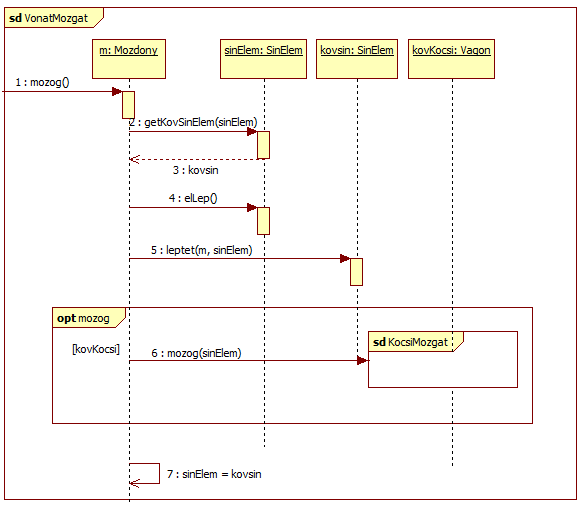 sd VonatMozgat
m: Mozdony
sinElem: SinElem
kovsin: SinElem
kovKocsi: Vagon
1 : mozog()
2 : getKovSinElem(sinElem)
3 : kovsin
4 : elLep()
5 : leptet(m, sinElem)
opt mozog
[kovKocsi]
6 : mozog(sinElem)
sd KocsiMozgat
7 : sinElem = kovsin